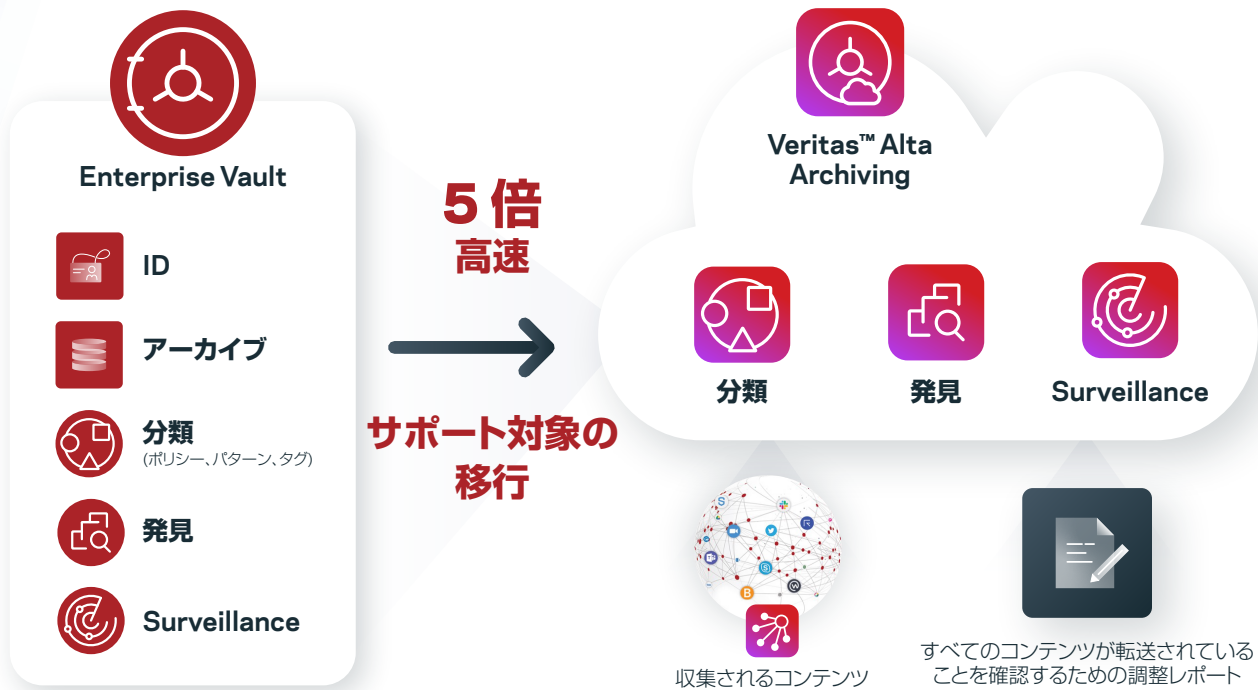 Enterprise Vault
ID
アーカイブ
分類
(ポリシー、パターン、タグ)
発見
Surveillance
5 倍
高速
サポート対象の
移行
Veritas™ Alta
Archiving
分類
発見
Surveillance
収集されるコンテンツ
すべてのコンテンツが転送されている
ことを確認するための調整レポート